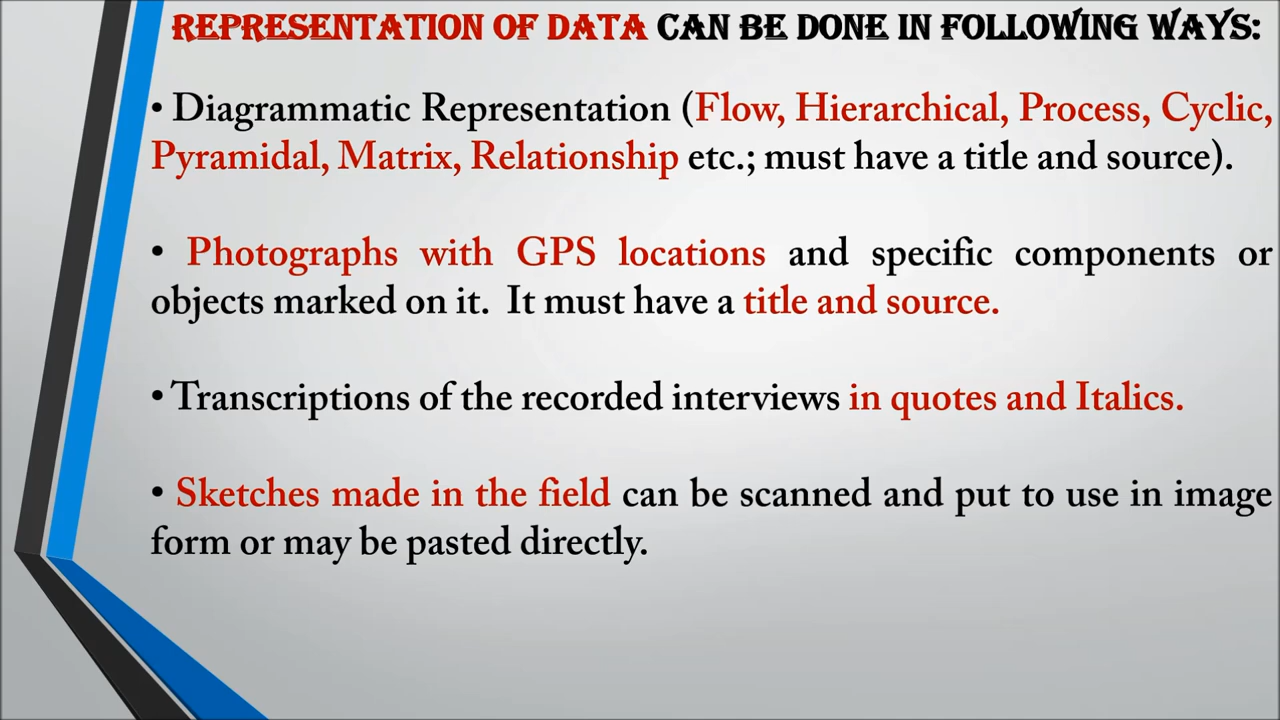 REPRESENTATION OF DATA CAN BE DONE IN FOLLOWING WAYS:
• Diagrammatic Representation (Flow, Hierarchical, Process, Cyclic,
Pyramidal, Matrix, Relationship etc.; must have a title and source).
• Photographs with GPS locations and specific components or
objects marked on it. It must have a title and source.
• Transcriptions of the recorded interviews in quotes and Italics.
• Sketches made in the field can be scanned and put to use in image
form or may be pasted directly.